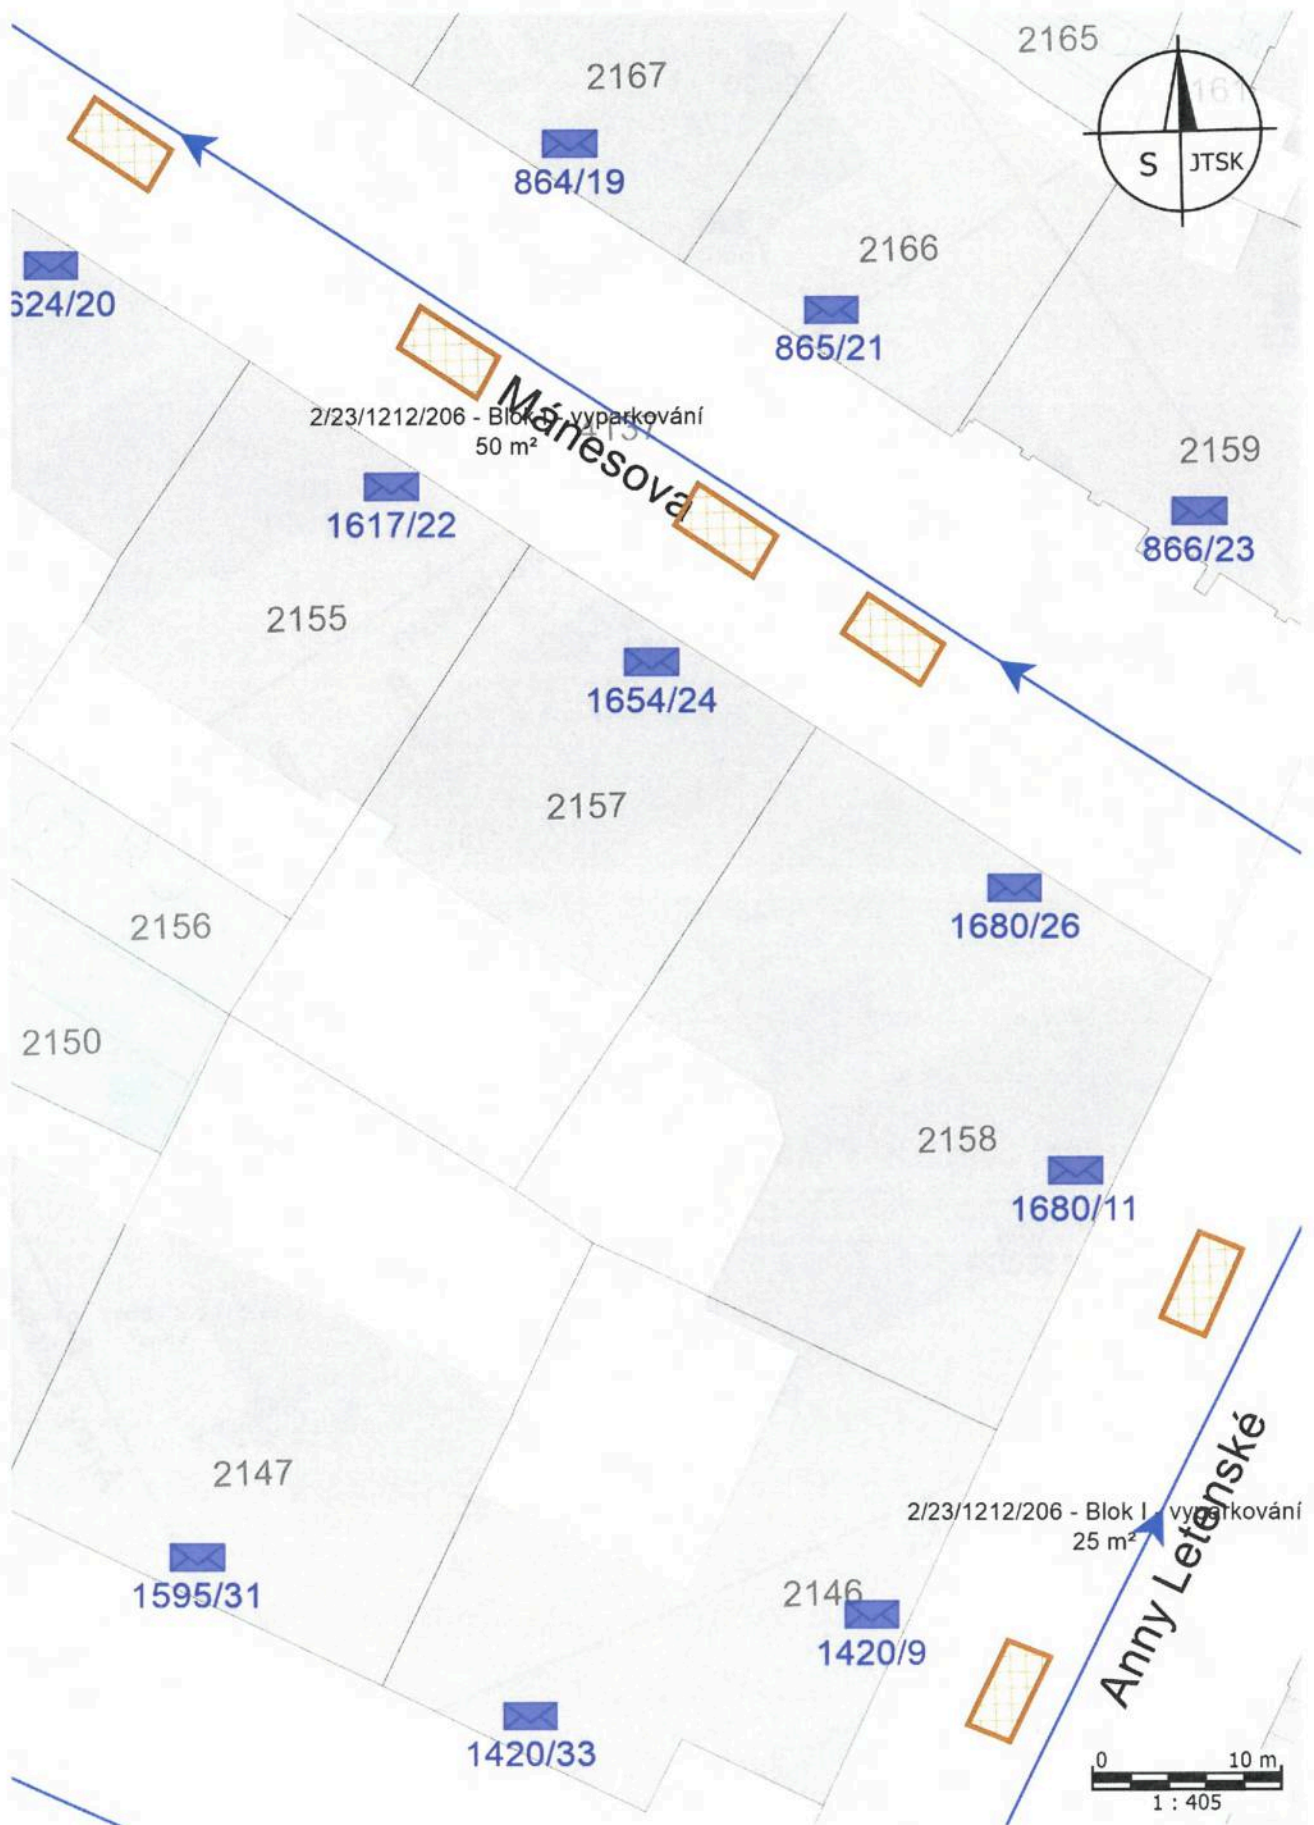 2165
2167
161
S JTSK
864/19
2166
624/20
865/21
2/23/1212/206 - Blok I - vyparkování
50 m²
4137
Mánesova
2159
1617/22
866/23
2155
1654/24
2157
1680/26
2156
2150
2158
1680/11
2147
Anny Letenské
2/23/1212/206 - Blok I - vyparkování
25 m²
1595/31
2146
1420/9
1420/33
0 10 m
1 : 405